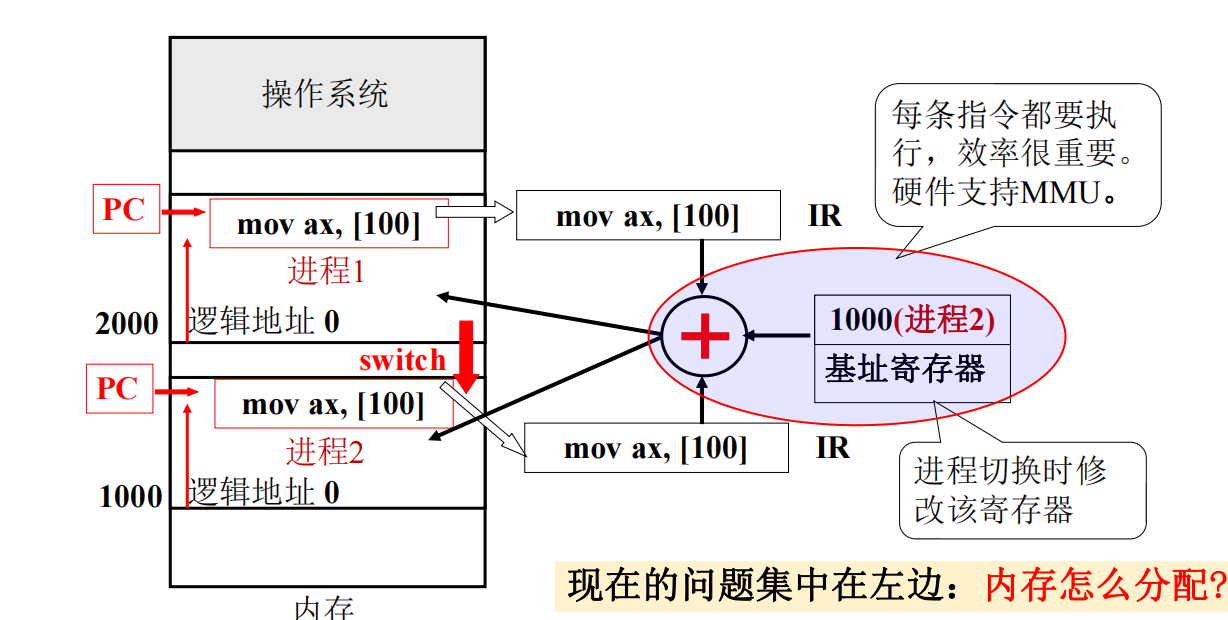 操作系统
每条指令都要执
行，效率很重要。
硬件支持MMU。
PC
mov ax, [100]
mov ax, [100]
IR
进程1
2000
逻辑地址 0
1000(进程2)
基址寄存器
switch
PC
mov ax, [100]
mov ax, [100]
IR
进程2
1000
逻辑地址 0
进程切换时修
改该寄存器
现在的问题集中在左边：内存怎么分配?
内存